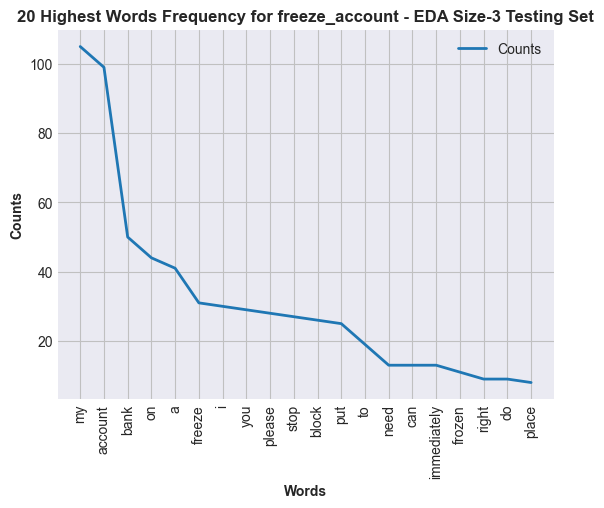 20 Highest Words Frequency for freeze_account - EDA Size-3 Testing Set
Counts
100
80
60
40
20
Counts
my
account
bank
on
a
freeze
i
you
please
stop
block
put
to
need
can
immediately
frozen
right
do
place
Words